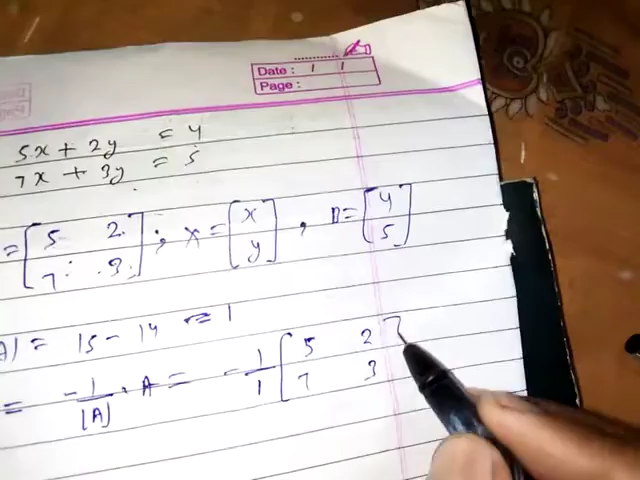 Date :
Page :
5x + 2y = 4
7x + 3y = 5
= [5 2 7 3] ; X = [x y] , B = [4 5]
A| = 15 - 14 = 1
= -1/|A| · A = -1/1 [5 2 7 3]